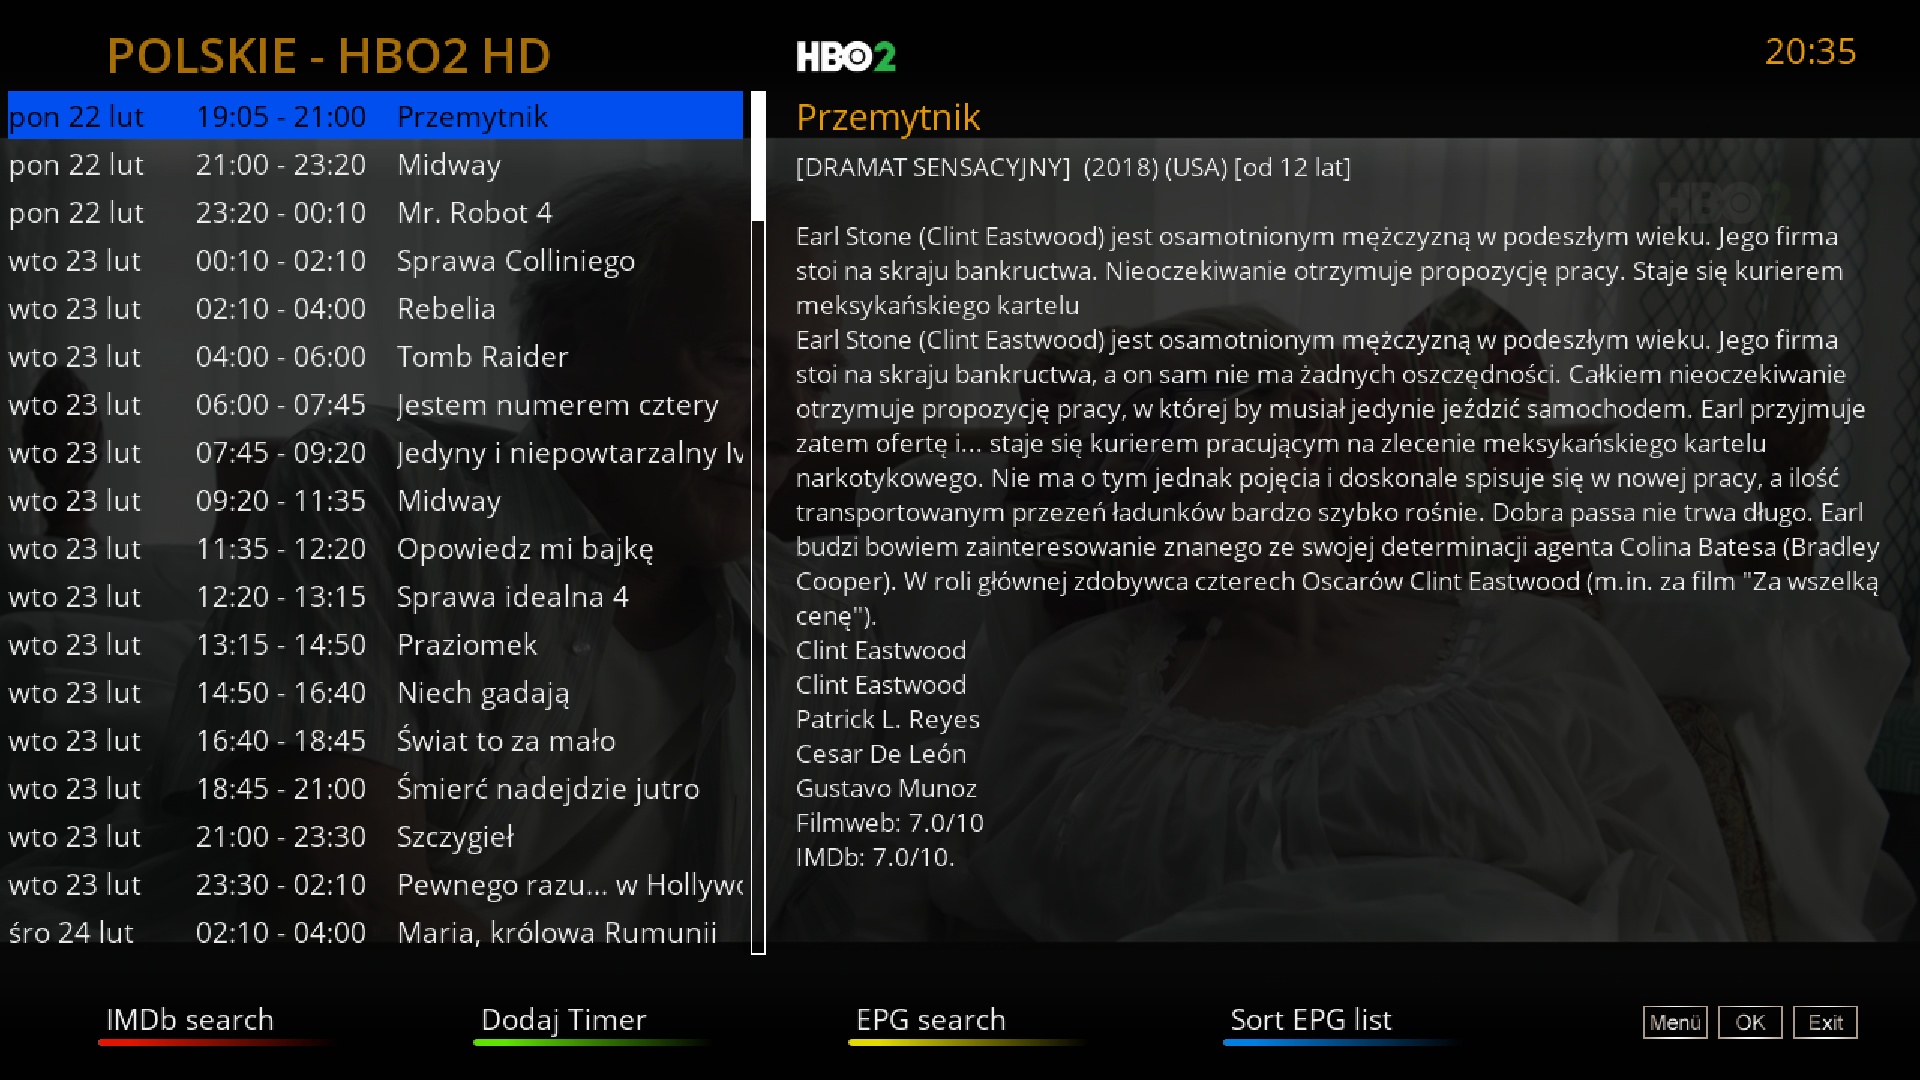 POLSKIE - HBO2 HD
HBO2
20:35
pon 22 lut 19:05 - 21:00 Przemytnik
pon 22 lut 21:00 - 23:20 Midway
pon 22 lut 23:20 - 00:10 Mr. Robot 4
wto 23 lut 00:10 - 02:10 Sprawa Colliniego
wto 23 lut 02:10 - 04:00 Rebelia
wto 23 lut 04:00 - 06:00 Tomb Raider
wto 23 lut 06:00 - 07:45 Jestem numerem cztery
wto 23 lut 07:45 - 09:20 Jedyny i niepowtarzalny
wto 23 lut 09:20 - 11:35 Midway
wto 23 lut 11:35 - 12:20 Opowiedz mi bajkę
wto 23 lut 12:20 - 13:15 Sprawa idealna 4
wto 23 lut 13:15 - 14:50 Praziomek
wto 23 lut 14:50 - 16:40 Niech gadają
wto 23 lut 16:40 - 18:45 Świat to za mało
wto 23 lut 18:45 - 21:00 Śmierć nadejdzie jutro
wto 23 lut 21:00 - 23:30 Szczygieł
wto 23 lut 23:30 - 02:10 Pewnego razu... w
śro 24 lut 02:10 - 04:00 Maria, królowa Rumunii
Przemytnik
[DRAMAT SENSACYJNY] (2018) (USA) [od 12 lat]
HBO2
Earl Stone (Clint Eastwood) jest osamotnionym mężczyzną w podeszłym wieku. Jego firma
stoi na skraju bankructwa. Nieoczekiwanie otrzymuje propozycję pracy. Staje się kurierem
meksykańskiego kartelu
Earl Stone (Clint Eastwood) jest osamotnionym mężczyzną w podeszłym wieku. Jego firma
stoi na skraju bankructwa, a on sam nie ma żadnych oszczędności. Całkiem nieoczekiwanie
otrzymuje propozycję pracy, w której by musiał jedynie jeździć samochodem. Earl przyjmuje
zatem ofertę i... staje się kurierem pracującym na zlecenie meksykańskiego kartelu
narkotykowego. Nie ma o tym jednak pojęcia i doskonale spisuje się w nowej pracy, a ilość
transportowanym przezeń ładunków bardzo szybko rośnie. Dobra passa nie trwa długo. Earl
budzi bowiem zainteresowanie znanego ze swojej determinacji agenta Colina Batesa (Bradley
Cooper). W roli głównej zdobywca czterech Oscarów Clint Eastwood (m.in. za film "Za wszelką
cenę").
Clint Eastwood
Clint Eastwood
Patrick L. Reyes
Cesar De León
Gustavo Munoz
Filmweb: 7.0/10
IMDb: 7.0/10.
IMDb search
Dodaj Timer
EPG search
Sort EPG list
Menü
OK
Exit